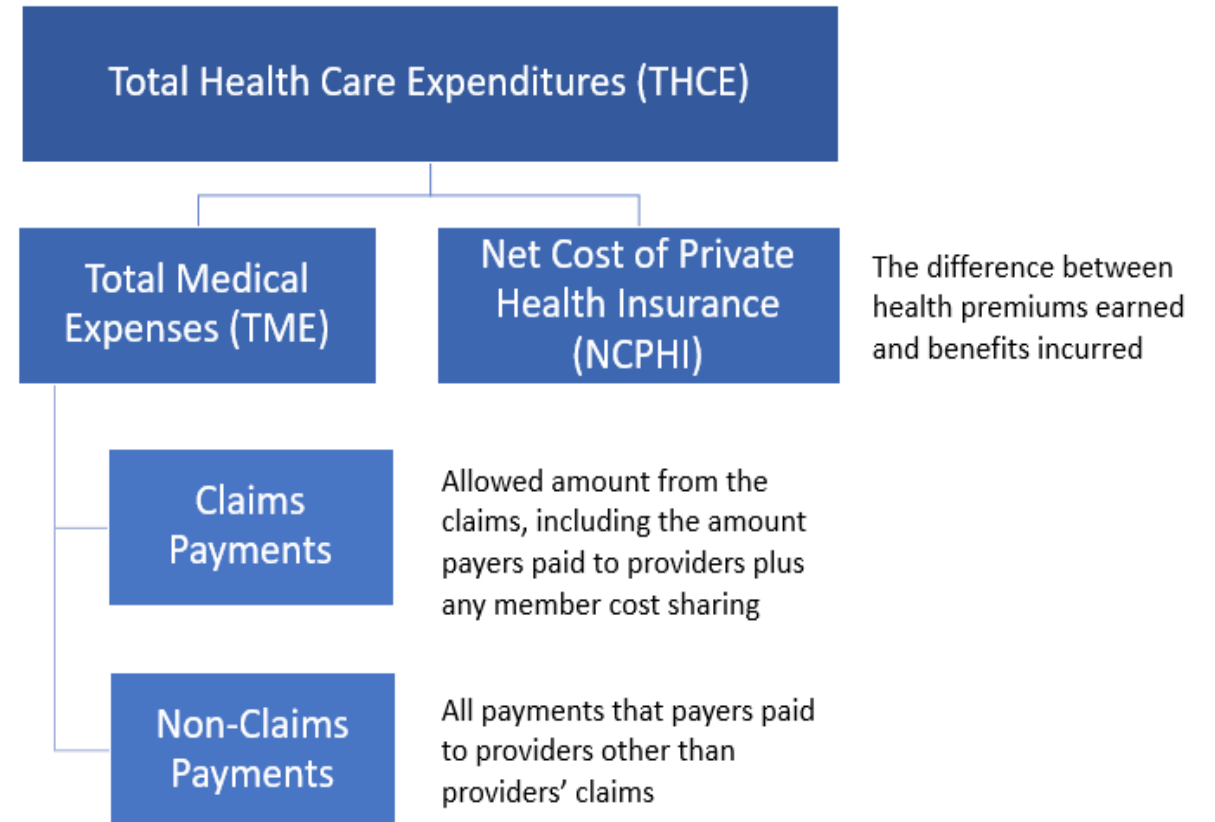 Total Health Care Expenditures (THCE)
Total Medical
Expenses (TME)
Net Cost of Private
Health Insurance
(NCPHI)
The difference between
health premiums earned
and benefits incurred
Claims
Payments
Allowed amount from the
claims, including the amount
payers paid to providers plus
any member cost sharing
Non-Claims
Payments
All payments that payers paid
to providers other than
providers’ claims